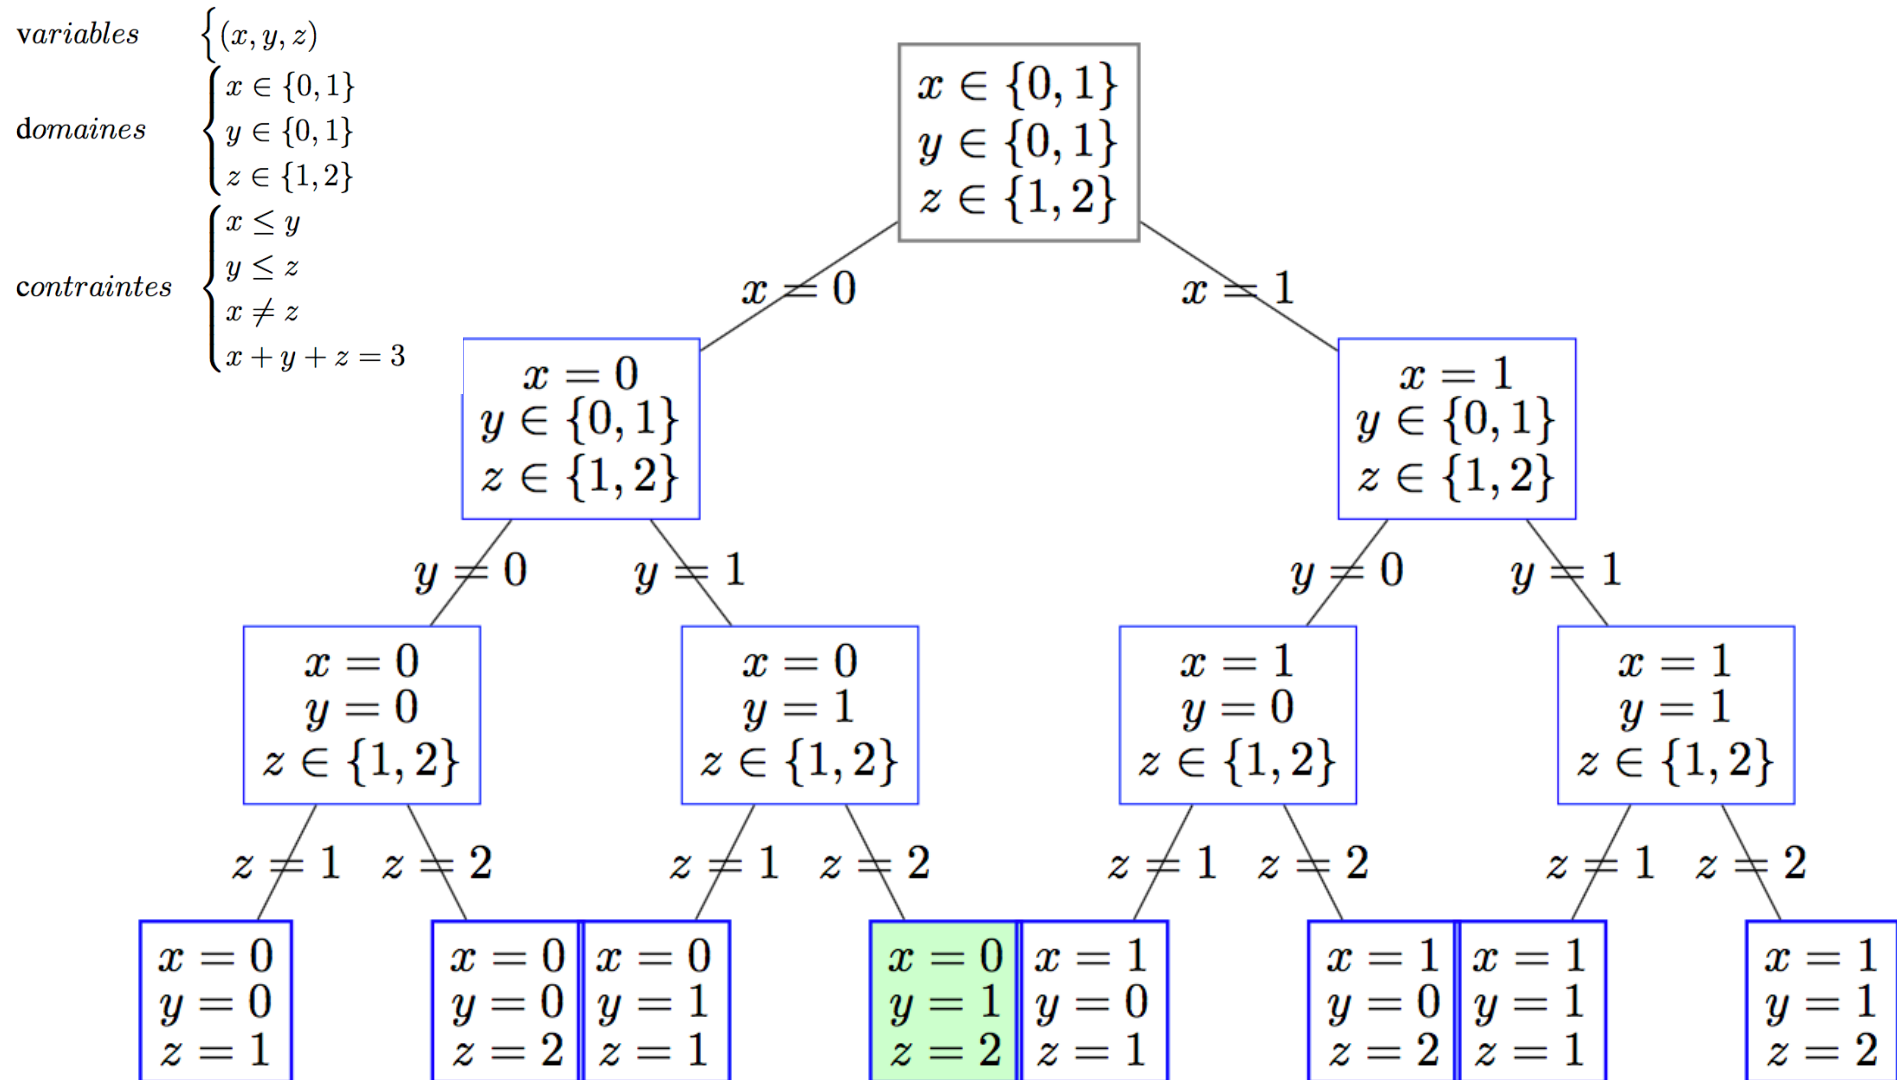 variables {(x, y, z)
domaines
x ∈ {0, 1}
y ∈ {0, 1}
z ∈ {1, 2}
contraintes
x ≤ y
y ≤ z
x ≠ z
x + y + z = 3
x ∈ {0, 1}
y ∈ {0, 1}
z ∈ {1, 2}
x = 0
x = 1
x = 0
y ∈ {0, 1}
z ∈ {1, 2}
x = 1
y ∈ {0, 1}
z ∈ {1, 2}
y = 0
y = 1
y = 0
y = 1
x = 0
y = 0
z ∈ {1, 2}
x = 0
y = 1
z ∈ {1, 2}
x = 1
y = 0
z ∈ {1, 2}
x = 1
y = 1
z ∈ {1, 2}
z = 1
z = 2
z = 1
z = 2
z = 1
z = 2
z = 1
z = 2
x = 0
y = 0
z = 1
x = 0
y = 0
z = 2
x = 0
y = 1
z = 1
x = 0
y = 1
z = 2
x = 1
y = 0
z = 1
x = 1
y = 0
z = 2
x = 1
y = 1
z = 1
x = 1
y = 1
z = 2